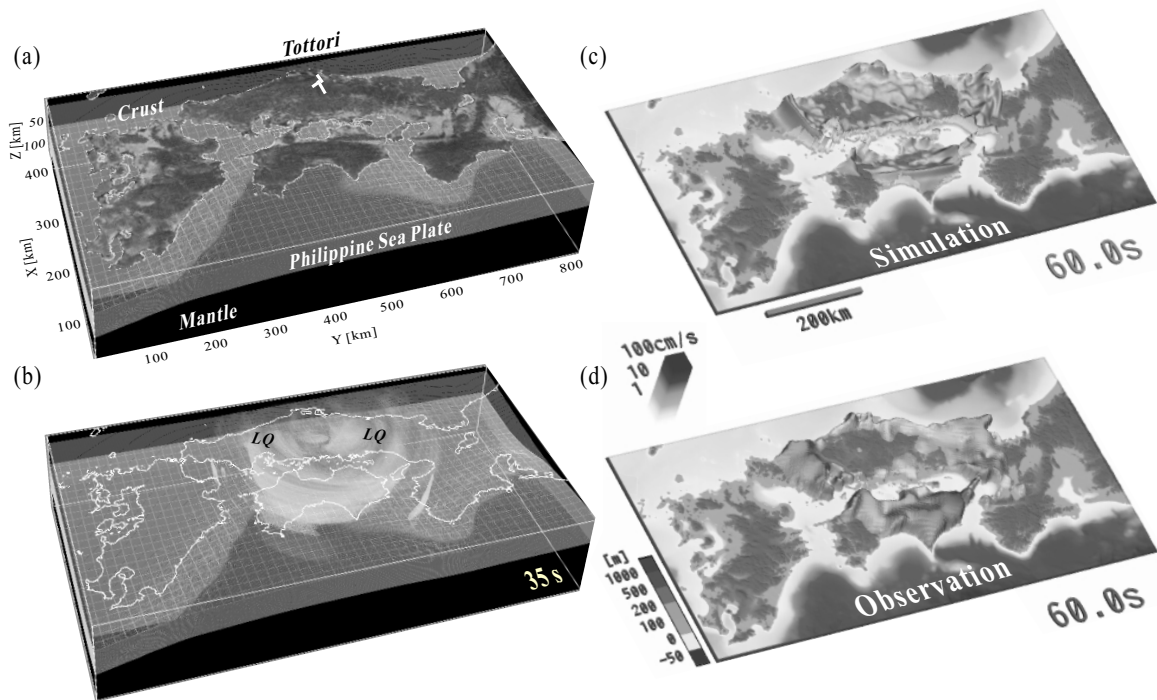 (a)
Tottori
Crust
50
100
Z [km]
400
300
X [km]
200
100
Philippine Sea Plate
Mantle
100
200
300
400
500
600
700
800
Y [km]
(b)
LQ
LQ
35 s
(c)
Simulation
60.0s
200km
100cm/s
10
1
(d)
[m]
1000
500
200
100
0
-50
Observation
60.0s